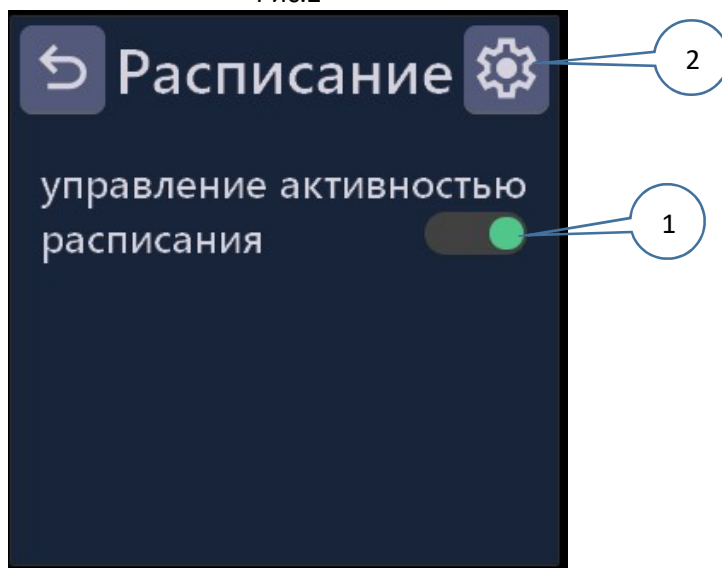 Расписание
2
управление активностью
расписания
1